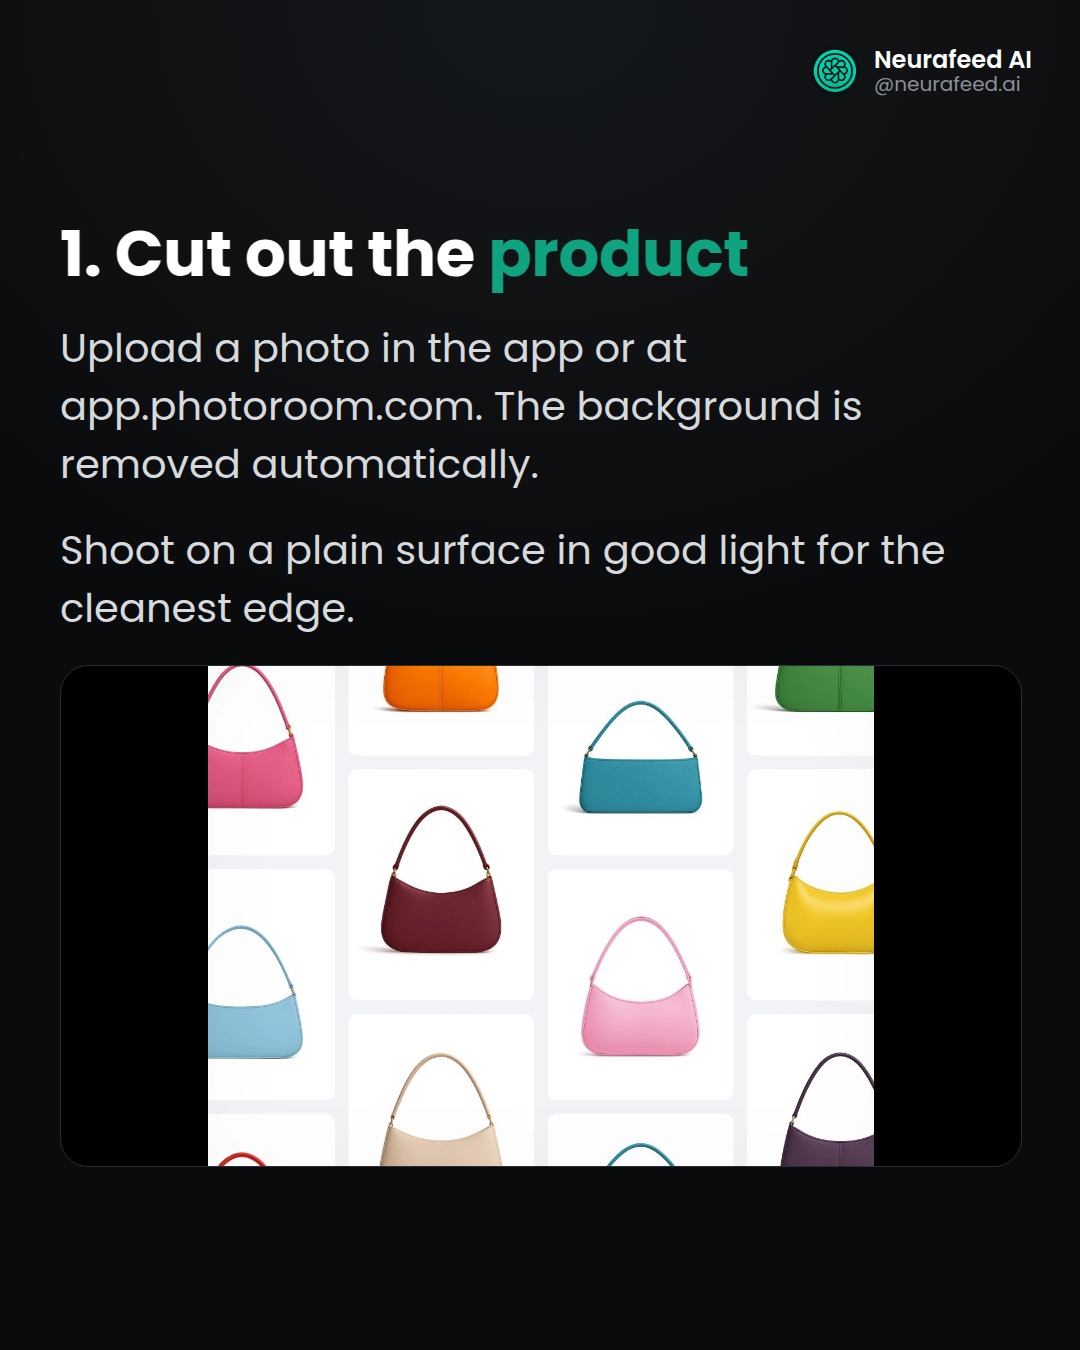 Neurafeed AI
@neurafeed.ai
1. Cut out the product
Upload a photo in the app or at
app.photoroom.com. The background is
removed automatically.
Shoot on a plain surface in good light for the
cleanest edge.